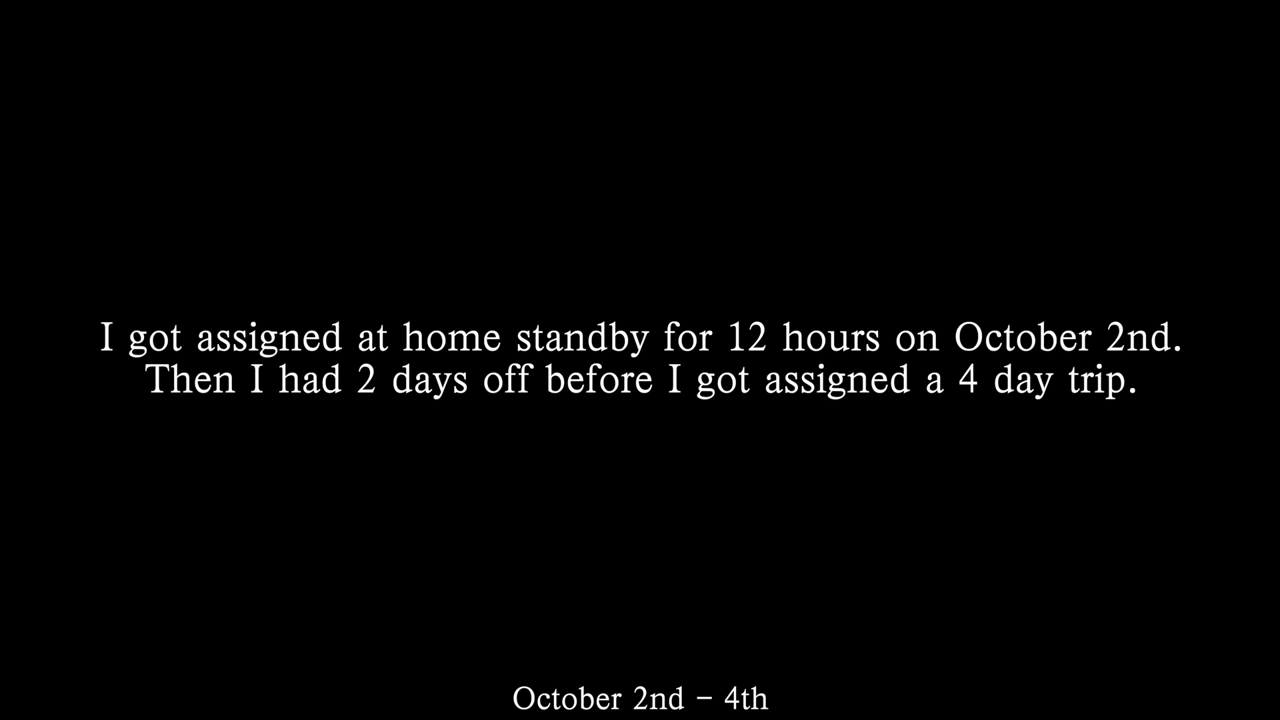 I got assigned at home standby for 12 hours on October 2nd.
Then I had 2 days off before I got assigned a 4 day trip.
October 2nd – 4th